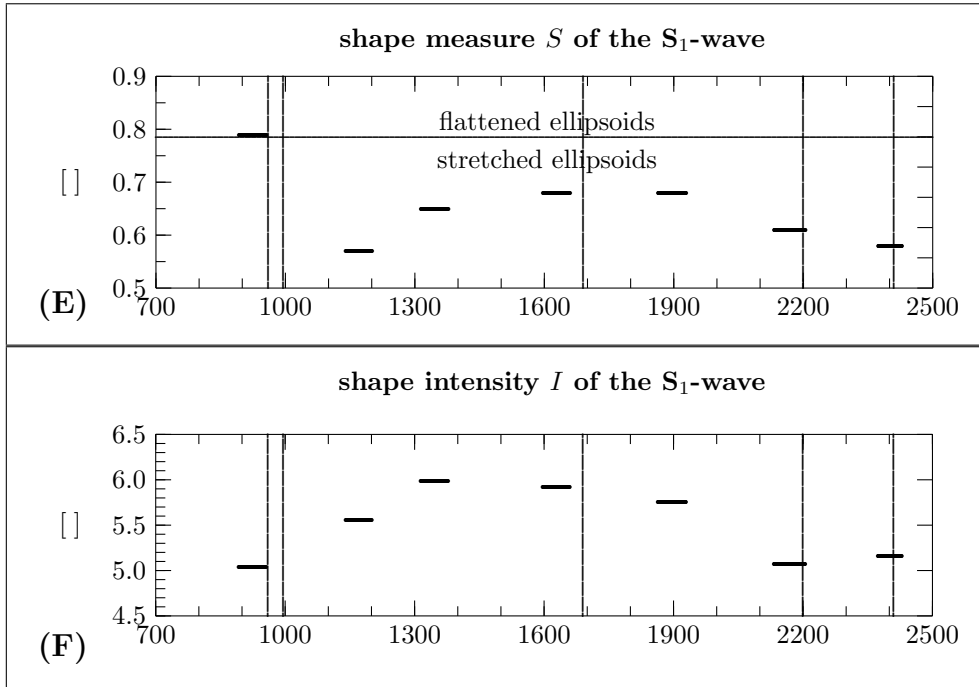 shape measure S of the S₁-wave
0.9
0.8
0.7
0.6
0.5
[ ]
flattened ellipsoids
stretched ellipsoids
700 1000 1300 1600 1900 2200 2500
(E)
shape intensity I of the S₁-wave
6.5
6.0
5.5
5.0
4.5
[ ]
700 1000 1300 1600 1900 2200 2500
(F)